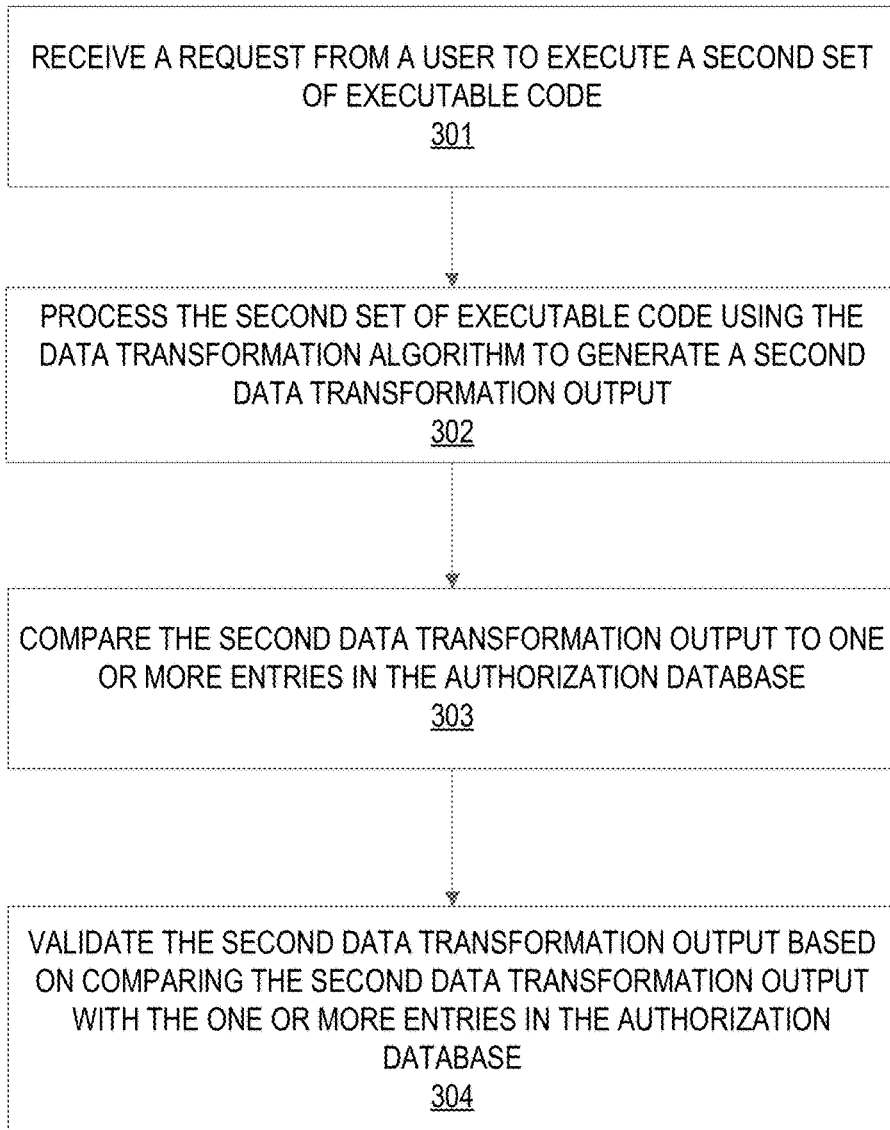 RECEIVE A REQUEST FROM A USER TO EXECUTE A SECOND SET
OF EXECUTABLE CODE
301
PROCESS THE SECOND SET OF EXECUTABLE CODE USING THE
DATA TRANSFORMATION ALGORITHM TO GENERATE A SECOND
DATA TRANSFORMATION OUTPUT
302
COMPARE THE SECOND DATA TRANSFORMATION OUTPUT TO ONE
OR MORE ENTRIES IN THE AUTHORIZATION DATABASE
303
VALIDATE THE SECOND DATA TRANSFORMATION OUTPUT BASED
ON COMPARING THE SECOND DATA TRANSFORMATION OUTPUT
WITH THE ONE OR MORE ENTRIES IN THE AUTHORIZATION
DATABASE
304